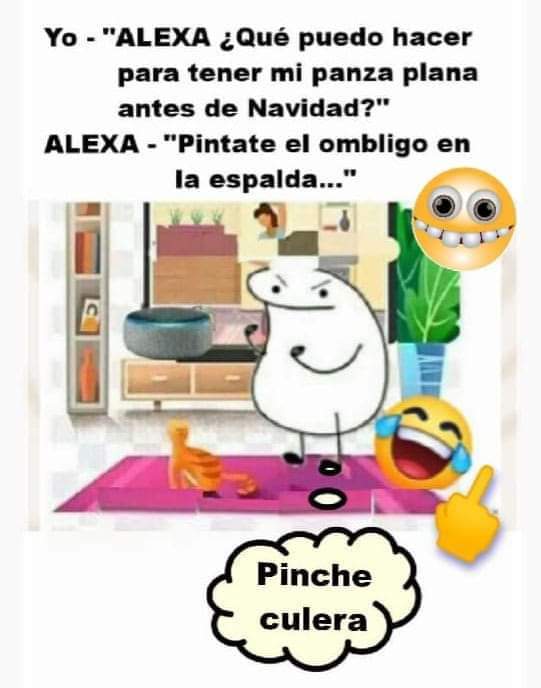 Yo - "ALEXA ¿Qué puedo hacer
para tener mi panza plana
antes de Navidad?"
ALEXA - "Pintate el ombligo en
la espalda..."
Pinche
culera